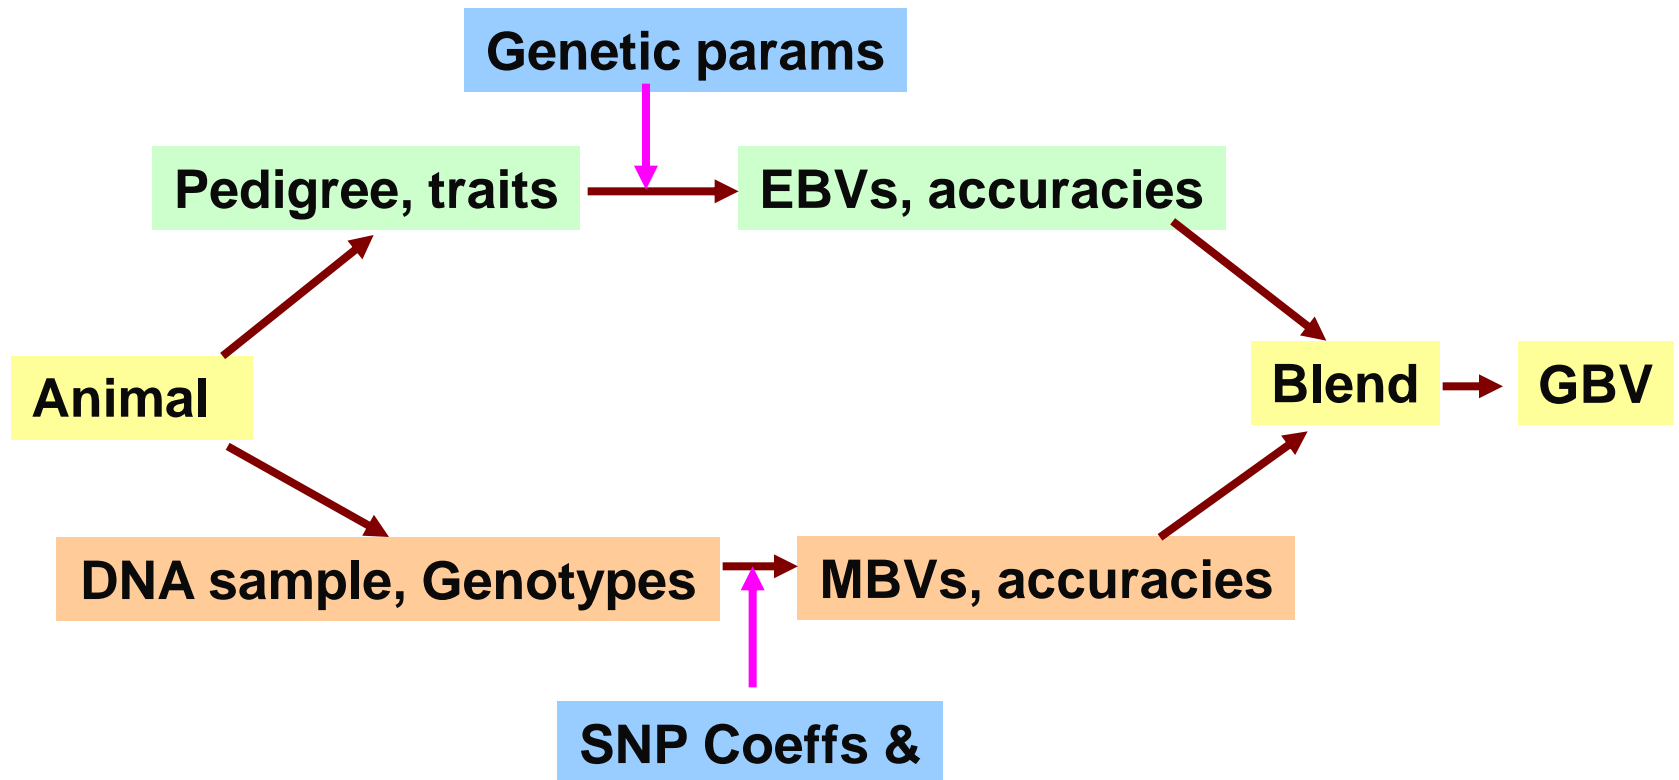 Genetic params
Pedigree, traits
EBVs, accuracies
Animal
Blend
GBV
DNA sample, Genotypes
MBVs, accuracies
SNP Coeffs &